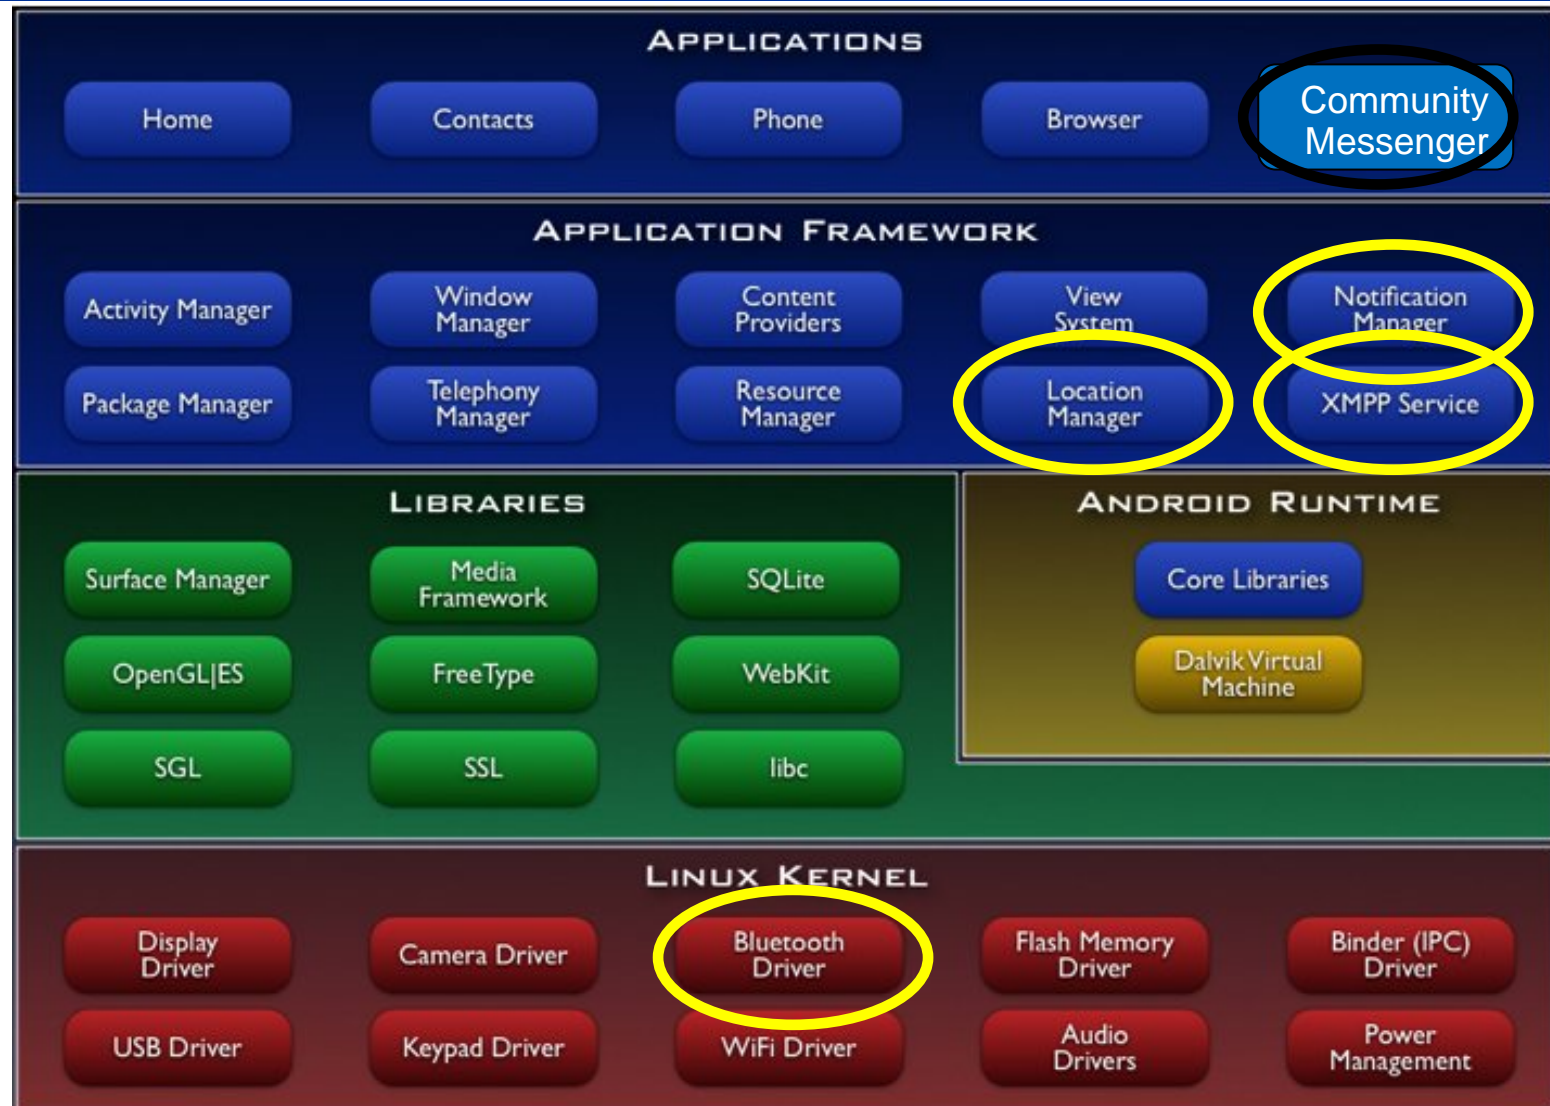 APPLICATIONS
Home
Contacts
Phone
Browser
Community
Messenger
APPLICATION FRAMEWORK
Activity Manager
Window
Manager
Content
Providers
View
System
Notification
Manager
Package Manager
Telephony
Manager
Resource
Manager
Location
Manager
XMPP Service
LIBRARIES
Surface Manager
Media
Framework
SQLite
OpenGL|ES
FreeType
WebKit
SGL
SSL
libc
ANDROID RUNTIME
Core Libraries
Dalvik Virtual
Machine
LINUX KERNEL
Display
Driver
Camera Driver
Bluetooth
Driver
Flash Memory
Driver
Binder (IPC)
Driver
USB Driver
Keypad Driver
WiFi Driver
Audio
Drivers
Power
Management